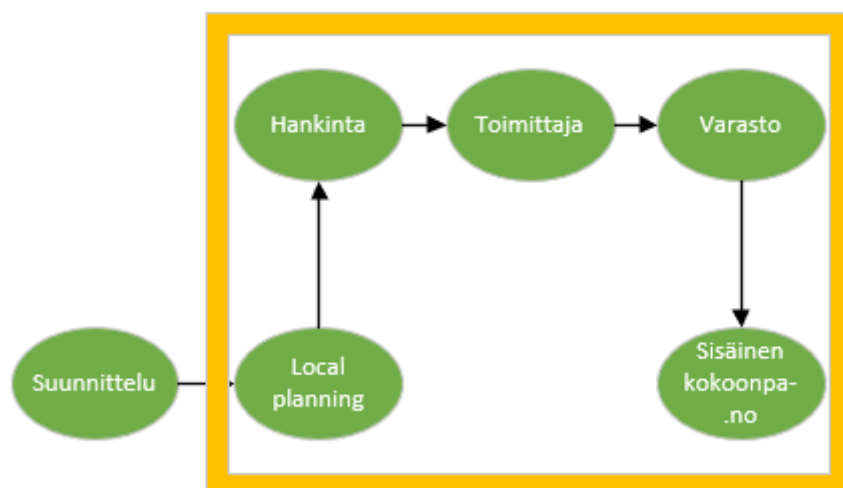 Hankinta
Toimittaja
Varasto
Suunnittelu
Local
planning
Sisäinen
kokoonpa-
.no